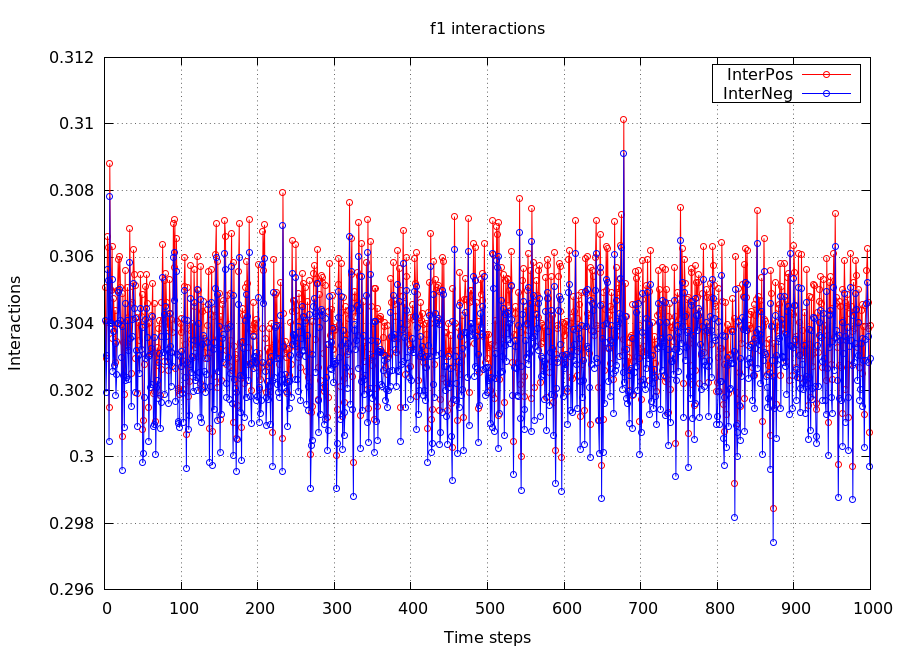 f1 interactions
InterPos
InterNeg
Interactions
0.312
0.31
0.308
0.306
0.304
0.302
0.3
0.298
0.296
0 100 200 300 400 500 600 700 800 900 1000
Time steps